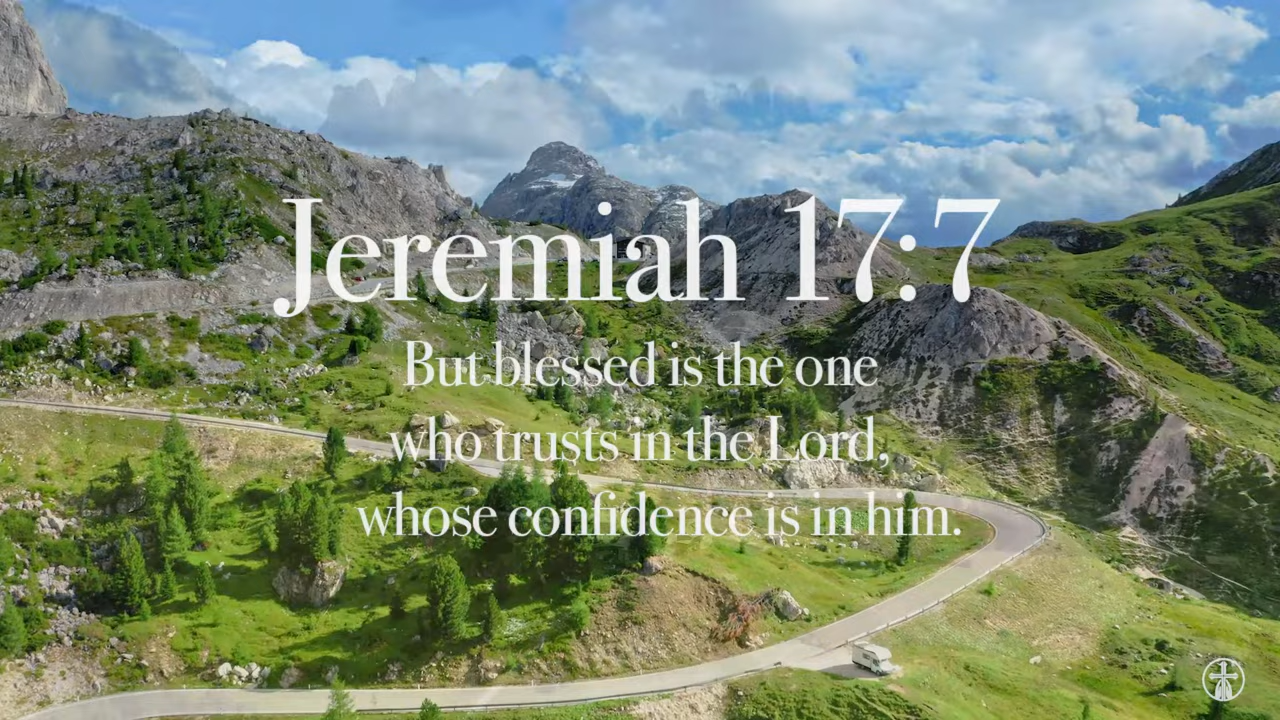 Jeremiah 17:7
But blessed is the one
who trusts in the Lord,
whose confidence is in him.